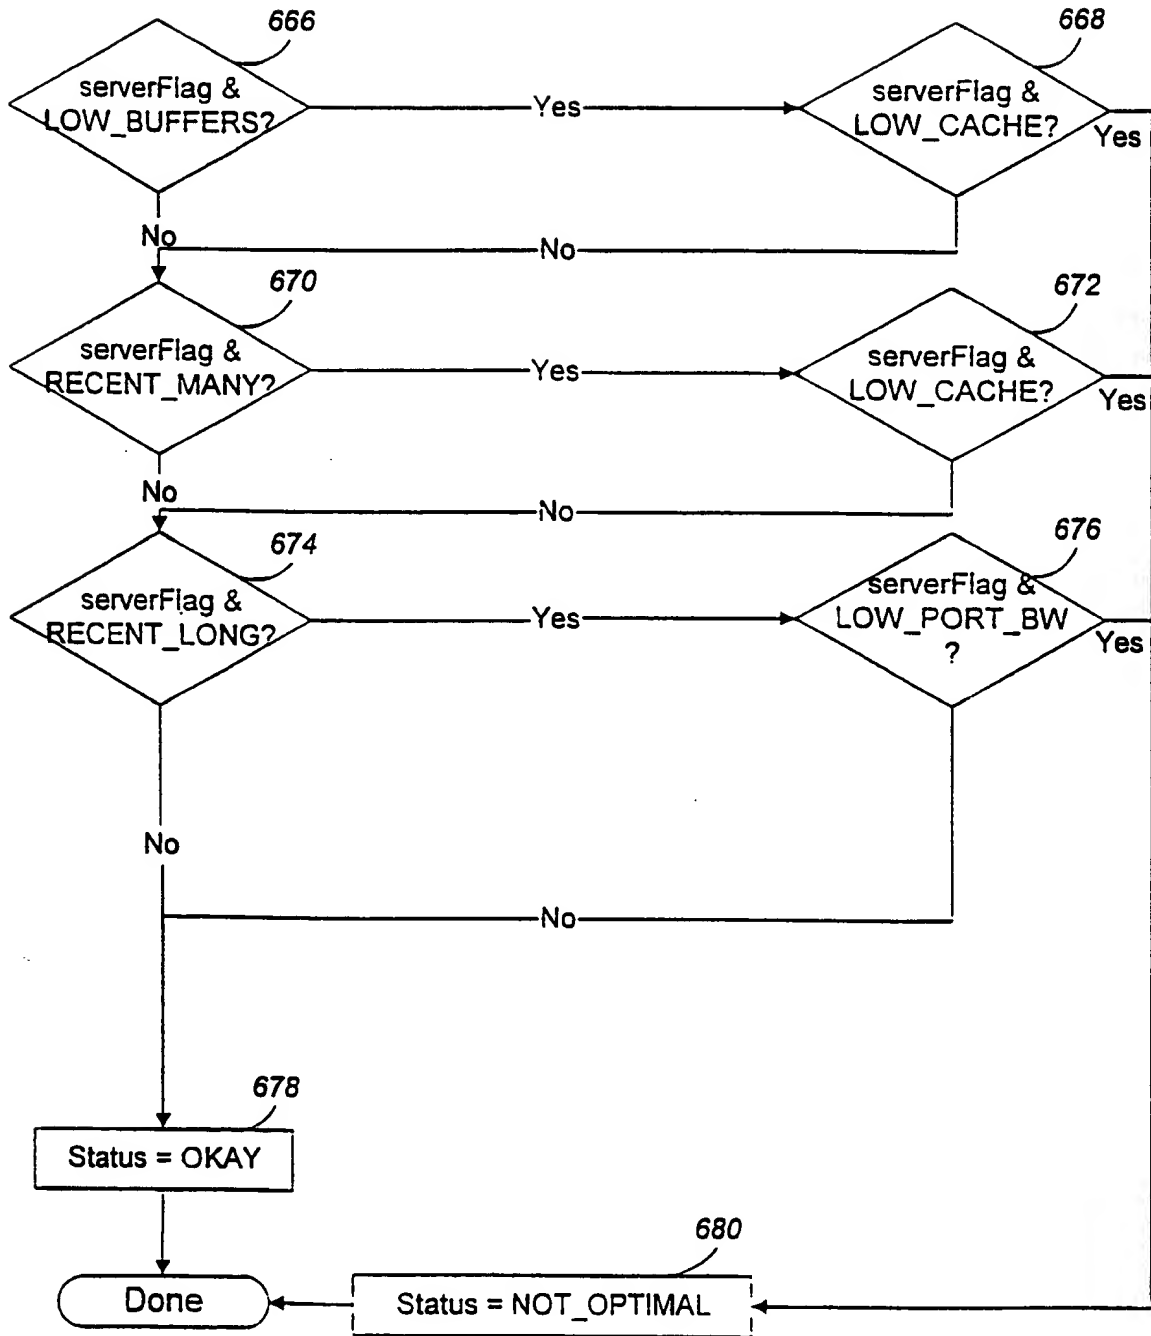 666
668
serverFlag &
LOW_BUFFERS?
Yes
serverFlag &
LOW_CACHE?
Yes
No
No
670
672
serverFlag &
RECENT_MANY?
Yes
serverFlag &
LOW_CACHE?
Yes
No
No
674
676
serverFlag &
RECENT_LONG?
Yes
serverFlag &
LOW_PORT_BW
?
Yes
No
No
678
Status = OKAY
680
Done
Status = NOT_OPTIMAL